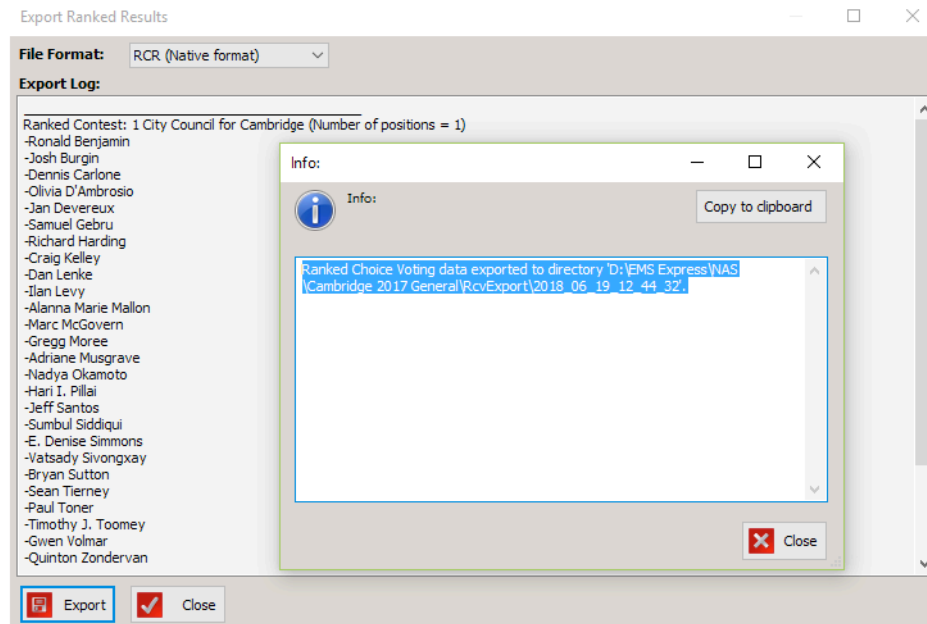 Export Ranked Results
File Format: RCR (Native format)
Export Log:
Ranked Contest: 1 City Council for Cambridge (Number of positions = 1)
-Ronald Benjamin
-Josh Burgin
-Dennis Carlone
-Olivia D'Ambrosio
-Jan Devereux
-Samuel Gebru
-Richard Harding
-Craig Kelley
-Dan Lenke
-Ilan Levy
-Alanna Marie Mallon
-Marc McGovern
-Gregg Moree
-Adriane Musgrave
-Nadya Okamoto
-Hari I. Pillai
-Jeff Santos
-Sumbul Siddiqui
-E. Denise Simmons
-Vatsady Sivongxay
-Bryan Sutton
-Sean Tierney
-Paul Toner
-Timothy J. Toomey
-Gwen Volmar
-Quinton Zondervan
Info:
Info:
Copy to clipboard
Ranked Choice Voting data exported to directory 'D:\EMS Express\NAS
\Cambridge 2017 General\RcvExport\2018_06_19_12_44_32'.
Close
Export
Close